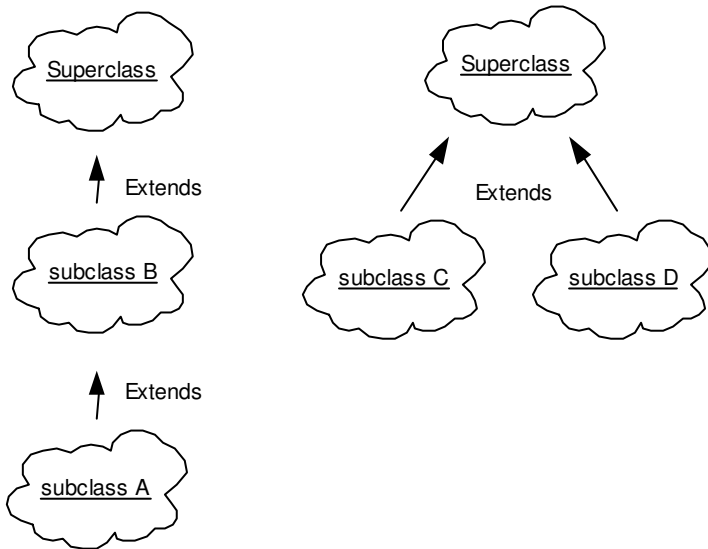 Superclass
Superclass
Extends
Extends
subclass B
subclass C
subclass D
Extends
subclass A